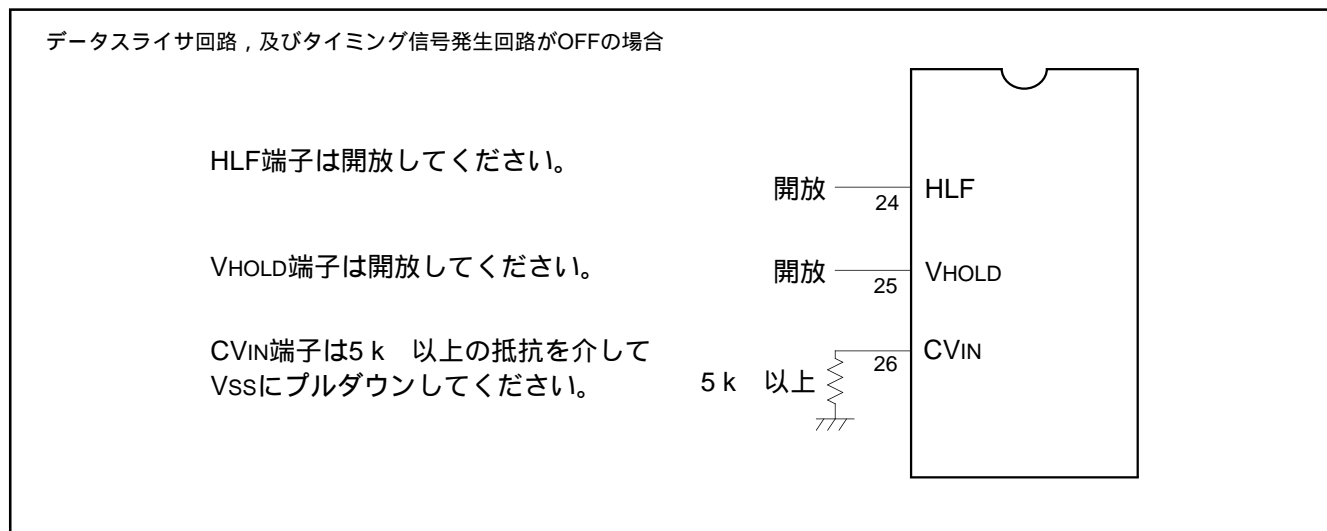 データスライサ回路，及びタイミング信号発生回路がOFFの場合
HLF端子は開放してください。
VHOLD端子は開放してください。
CVIN端子は5 k　以上の抵抗を介して
VSSにプルダウンしてください。
開放
24
HLF
開放
25
VHOLD
5 k　以上
26
CVIN